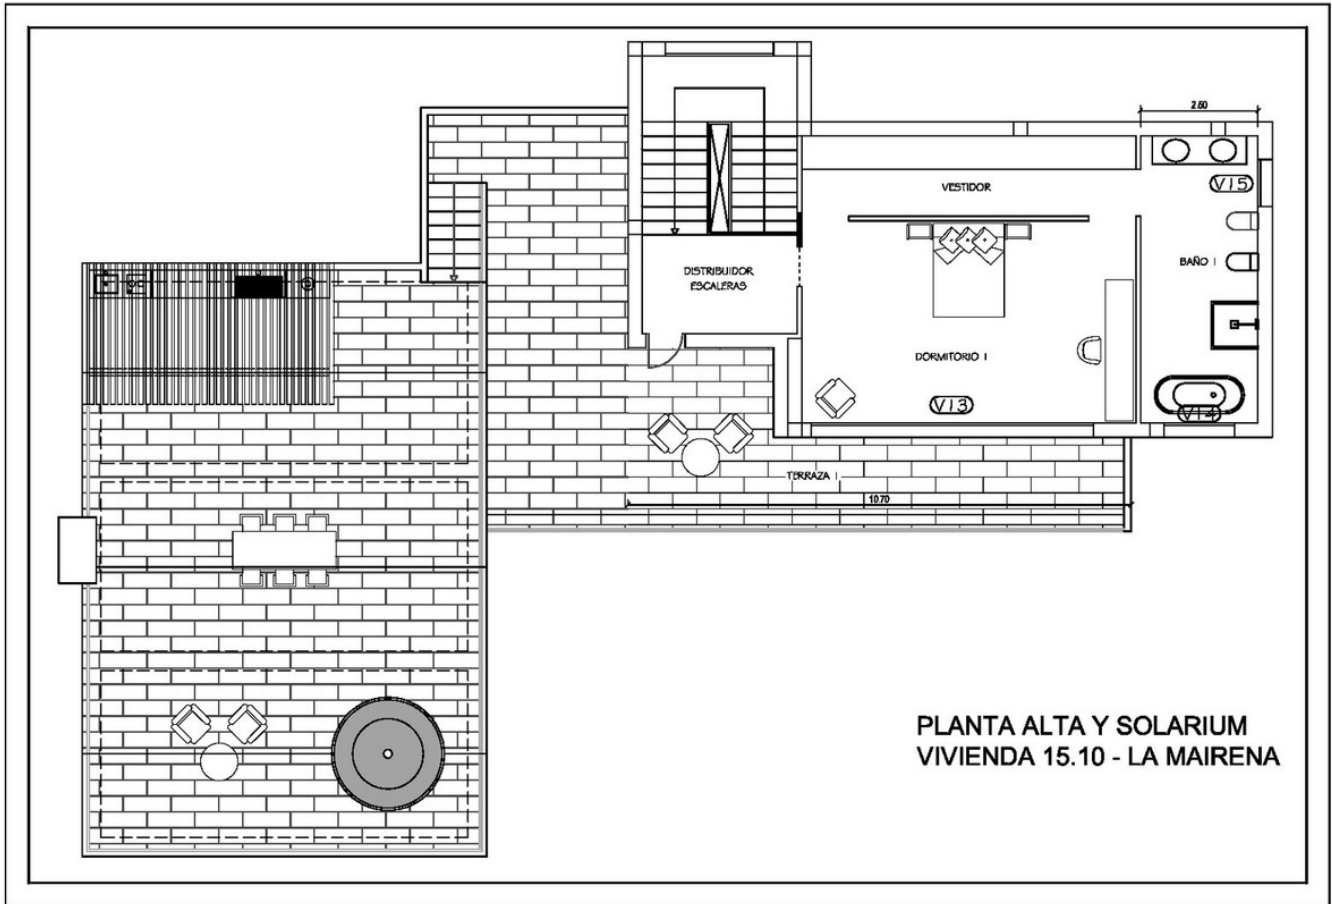 2.50
V15
VESTIDOR
BAÑO 1
DISTRIBUIDOR
ESCALERAS
DORMITORIO 1
V13
V14
TERRAZA 1
10.70
PLANTA ALTA Y SOLARIUM
VIVIENDA 15.10 - LA MAIRENA